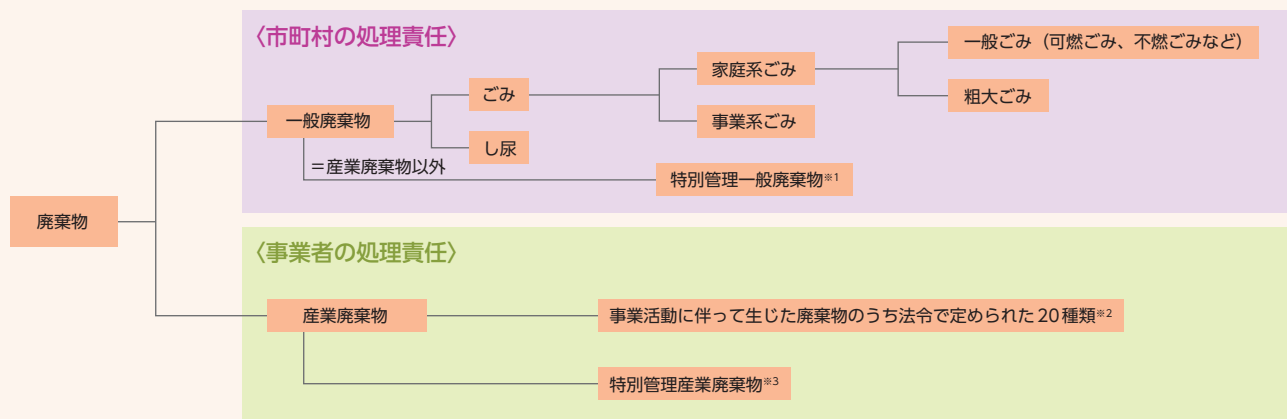 〈市町村の処理責任〉
一般ごみ（可燃ごみ、不燃ごみなど）
家庭系ごみ
ごみ
粗大ごみ
一般廃棄物
事業系ごみ
し尿
＝産業廃棄物以外
特別管理一般廃棄物※1
廃棄物
〈事業者の処理責任〉
産業廃棄物
事業活動に伴って生じた廃棄物のうち法令で定められた20種類※2
特別管理産業廃棄物※3